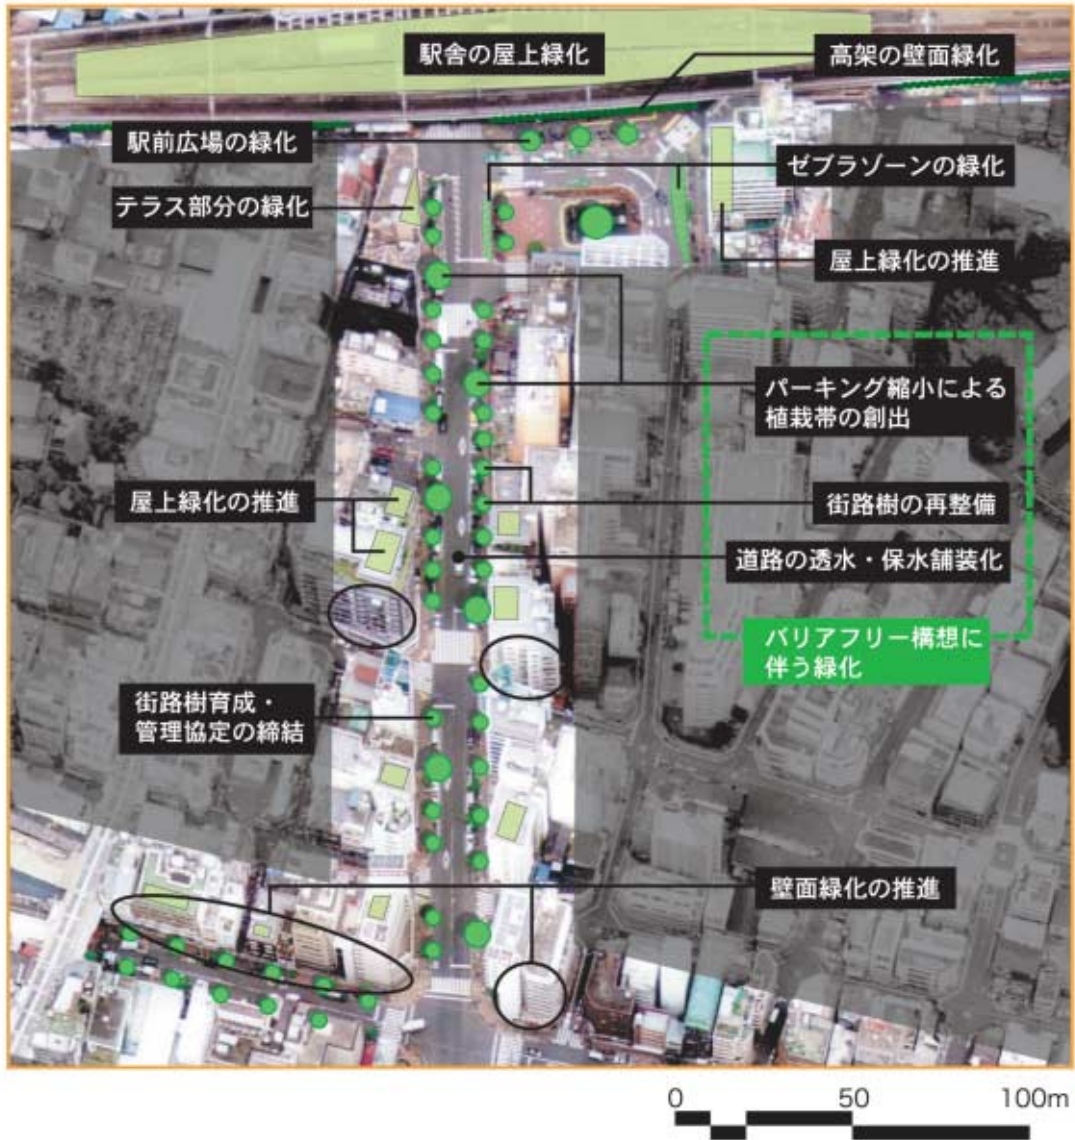 駅舎の屋上緑化
高架の壁面緑化
駅前広場の緑化
ゼブラゾーンの緑化
テラス部分の緑化
屋上緑化の推進
パーキング縮小による
植栽帯の創出
屋上緑化の推進
街路樹の再整備
道路の透水・保水舗装化
バリアフリー構想に
伴う緑化
街路樹育成・
管理協定の締結
壁面緑化の推進
0 50 100m